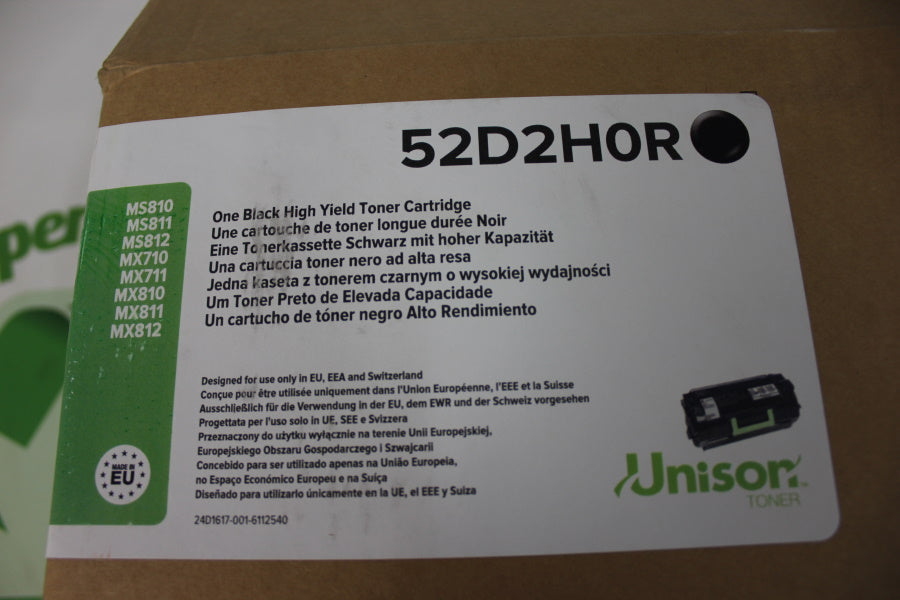 52D2H0R
MS810
MS811
MS812
MX710
MX711
MX810
MX811
MX812
One Black High Yield Toner Cartridge
Une cartouche de toner longue durée Noir
Eine Tonerkassette Schwarz mit hoher Kapazität
Una cartuccia toner nero ad alta resa
Jedna kaseta z tonerem czarnym o wysokiej wydajności
Um Toner Preto de Elevada Capacidade
Un cartucho de tóner negro Alto Rendimiento
Designed for use only in EU, EEA and Switzerland
Conçue pour être utilisée uniquement dans l'Union Européenne, l'EEE et la Suisse
Ausschließlich für die Verwendung in der EU, dem EWR und der Schweiz vorgesehen
Progettata per l'uso solo in UE, SEE e Svizzera
Przeznaczony do użytku wyłącznie na terenie Unii Europejskiej,
Europejskiego Obszaru Gospodarczego i Szwajcarii
Concebido para ser utilizado apenas na União Europeia,
no Espaço Económico Europeu e na Suíça
Diseñado para utilizarlo únicamente en la UE, el EEE y Suiza
24D1617-001-6112540
MADE IN
EU
Unison™
TONER
per